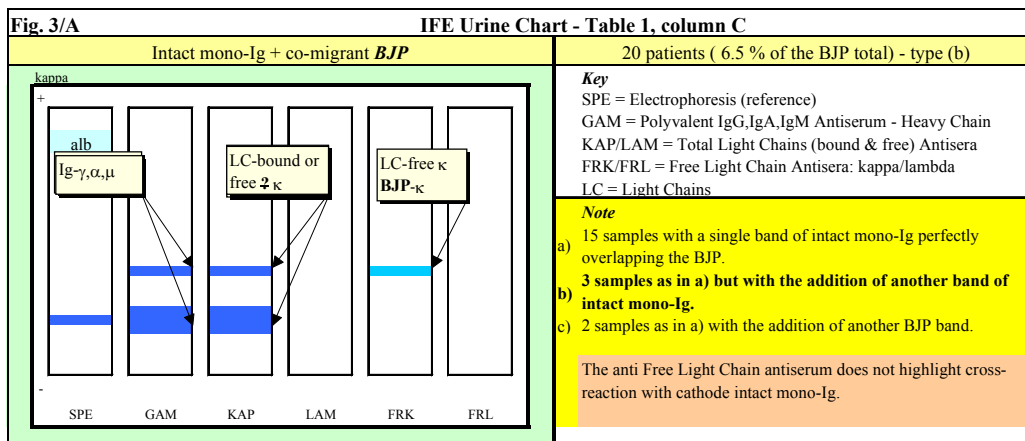 Fig. 3/A IFE Urine Chart - Table 1, column C
Intact mono-Ig + co-migrant BJP
20 patients ( 6.5 % of the BJP total) - type (b)
kappa
+
alb
Ig-γ,α,μ
LC-bound or
free ? κ
LC-free κ
BJP-κ
-
SPE GAM KAP LAM FRK FRL
Key
SPE = Electrophoresis (reference)
GAM = Polyvalent IgG,IgA,IgM Antiserum - Heavy Chain
KAP/LAM = Total Light Chains (bound & free) Antisera
FRK/FRL = Free Light Chain Antisera: kappa/lambda
LC = Light Chains
Note
a) 15 samples with a single band of intact mono-Ig perfectly
overlapping the BJP.
b) 3 samples as in a) but with the addition of another band of
intact mono-Ig.
c) 2 samples as in a) with the addition of another BJP band.
The anti Free Light Chain antiserum does not highlight cross-
reaction with cathode intact mono-Ig.